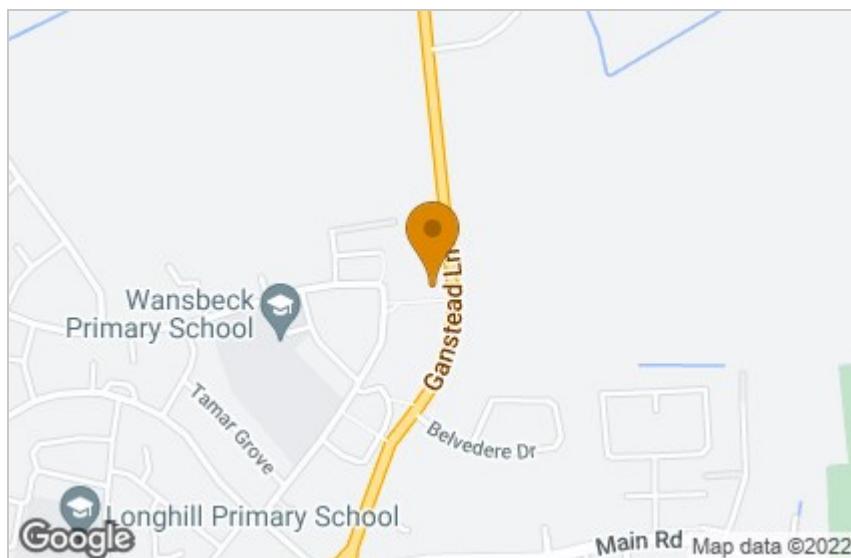 Ganstead Ln
Wansbeck
Primary School
Tamar Grove
Belvedere Dr
Longhill Primary School
Main Rd
Google
Map data ©2022